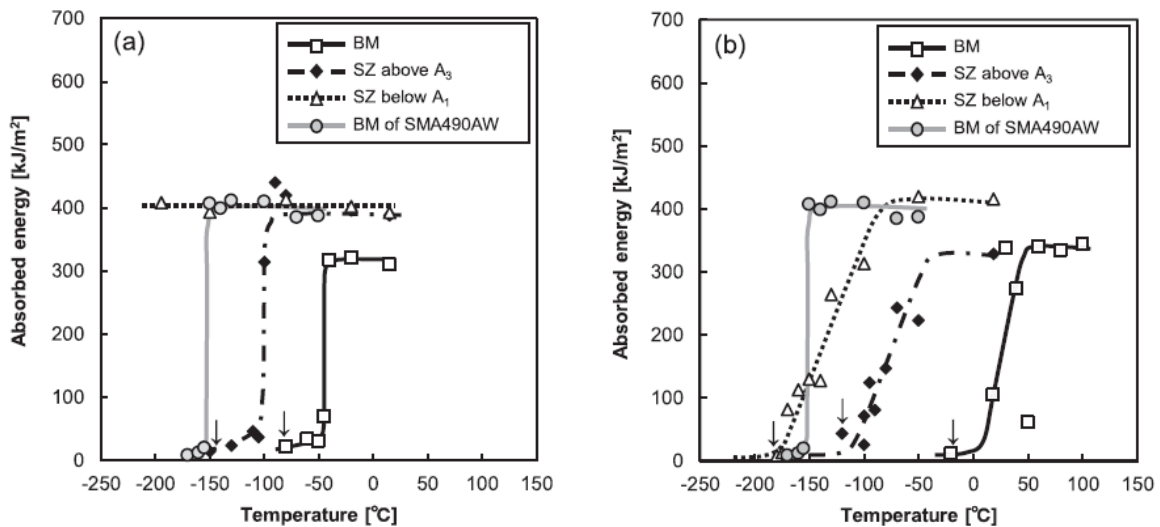 (a)
BM
SZ above A₃
SZ below A₁
BM of SMA490AW
700
600
500
400
300
200
100
0
-250 -200 -150 -100 -50 0 50 100 150
Absorbed energy [kJ/m²]
Temperature [°C]
(b)
BM
SZ above A₃
SZ below A₁
BM of SMA490AW
700
600
500
400
300
200
100
0
-250 -200 -150 -100 -50 0 50 100 150
Absorbed energy [kJ/m²]
Temperature [°C]